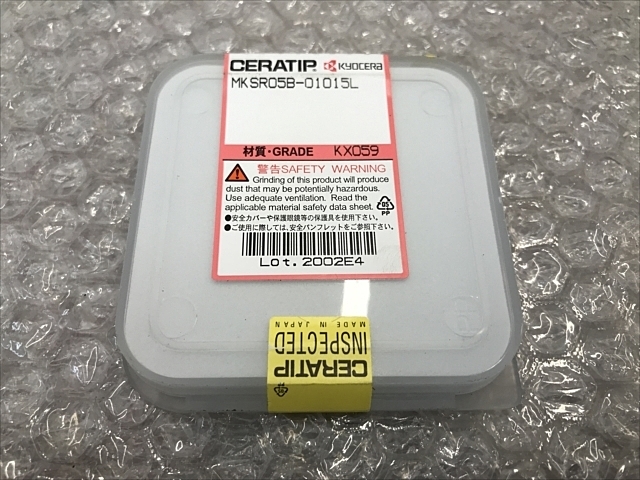 CERATIP KYOCERA
MKSR05B-01015L
材質・GRADE KX059
警告SAFETY WARNING
Grinding of this product will produce
dust that may be potentially hazardous.
Use adequate ventilation. Read the
applicable material safety data sheet.
PP
●安全カバーや保護眼鏡等の保護具を使用下さい。
●ご使用に際しては、安全パンフレットをご参照下さい。
Lot. 2002E4
CERATIP
INSPECTED
MADE IN JAPAN